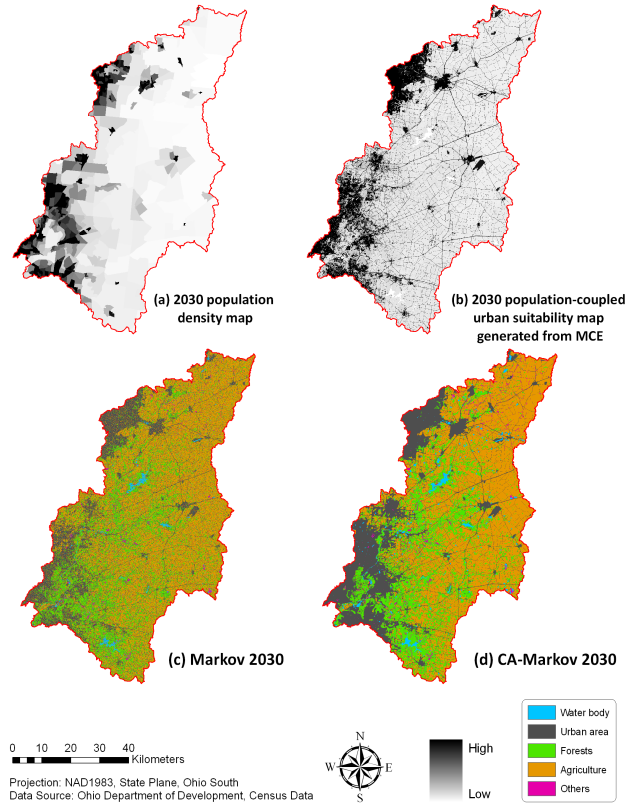 (a) 2030 population
density map
(b) 2030 population-coupled
urban suitability map
generated from MCE
(c) Markov 2030
(d) CA-Markov 2030
0 5 10 20 30 40
Kilometers
Projection: NAD1983, State Plane, Ohio South
Data Source: Ohio Department of Development, Census Data
N
W E
S
High
Low
Water body
Urban area
Forests
Agriculture
Others